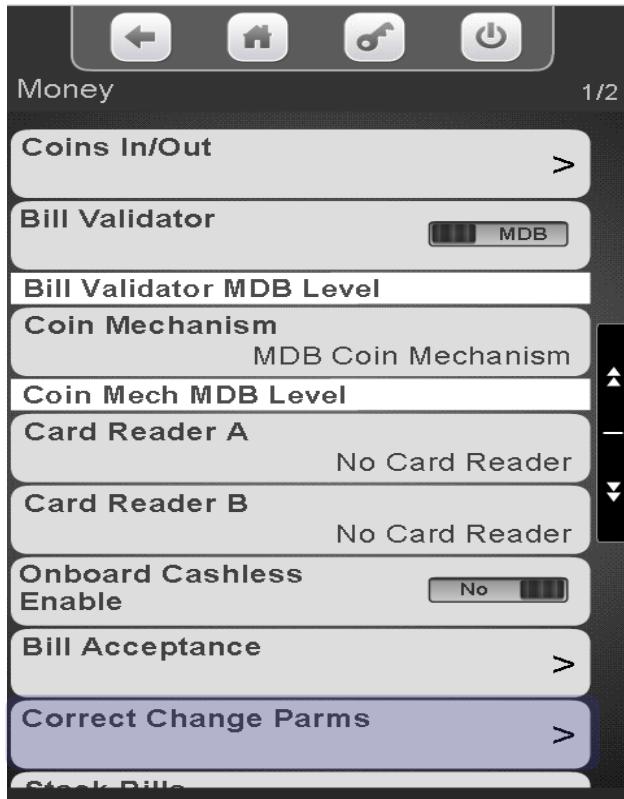 Money
1/2
Coins In/Out
>
Bill Validator
MDB
Bill Validator MDB Level
Coin Mechanism
MDB Coin Mechanism
Coin Mech MDB Level
Card Reader A
No Card Reader
Card Reader B
No Card Reader
Onboard Cashless
Enable
No
Bill Acceptance
>
Correct Change Parms
>
Stack Bills